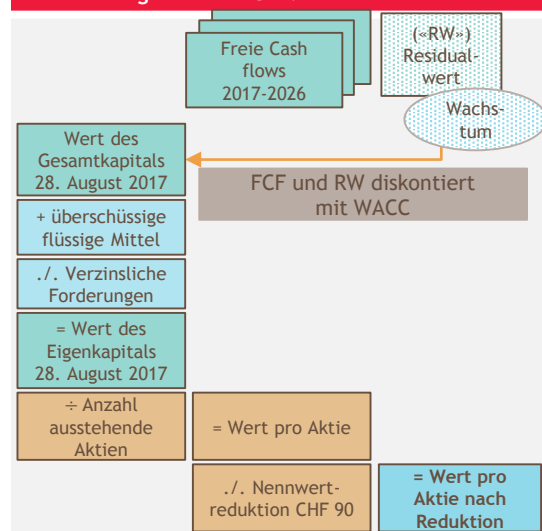 Freie Cash
flows
2017-2026
(«RW»)
Residual-
wert
Wachs-
tum
Wert des
Gesamtkapitals
28. August 2017
FCF und RW diskontiert
mit WACC
+ überschüssige
flüssige Mittel
./. Verzinsliche
Forderungen
= Wert des
Eigenkapitals
28. August 2017
÷ Anzahl
ausstehende
Aktien
= Wert pro Aktie
./. Nennwert-
reduktion CHF 90
= Wert pro
Aktie nach
Reduktion